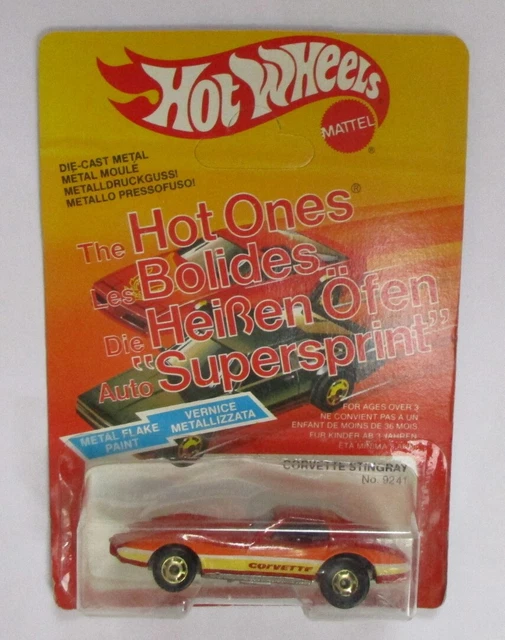 Hot Wheels®
MATTEL®
DIE-CAST METAL
METAL MOULÉ
METALLDRUCKGUSS!
METALLO PRESSOFUSO!
The Hot Ones®
Les Bolides
Die Heißen Öfen
Auto “Supersprint”
METAL FLAKE PAINT
VERNICE METALLIZZATA
FOR AGES OVER 3
NE CONVIENT PAS À UN
ENFANT DE MOINS DE 36 MOIS
FÜR KINDER AB 3 JAHREN
CORVETTE STINGRAY
No. 9241
CORVETTE